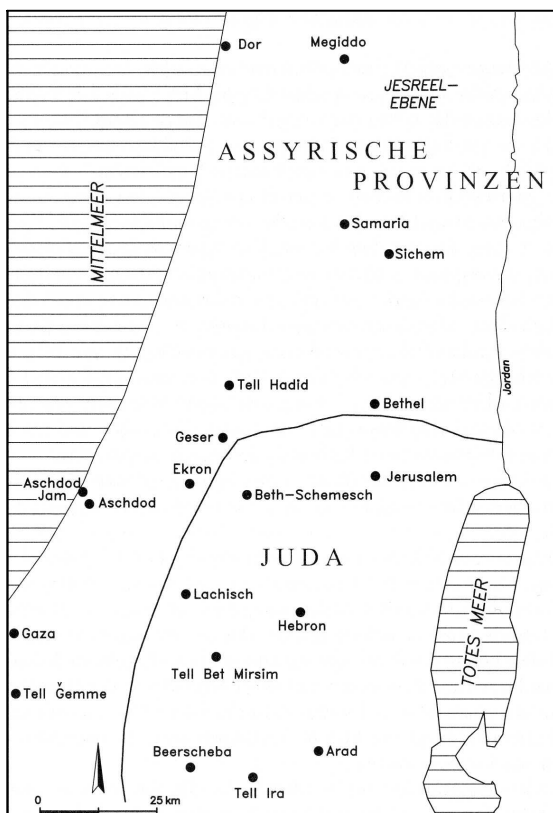 Dor
Megiddo
JESREEL-
EBENE
ASSYRISCHE
PROVINZEN
MITTELMEER
Samaria
Sichem
Jordan
Tell Hadid
Bethel
Geser
Ekron
Jerusalem
Aschdod
Jam
Aschdod
Beth-Schemesch
JUDA
Lachisch
Hebron
TOTES MEER
Gaza
Tell Bet Mirsim
Tell Ǧemme
Beerscheba
Arad
Tell Ira
0 25 km